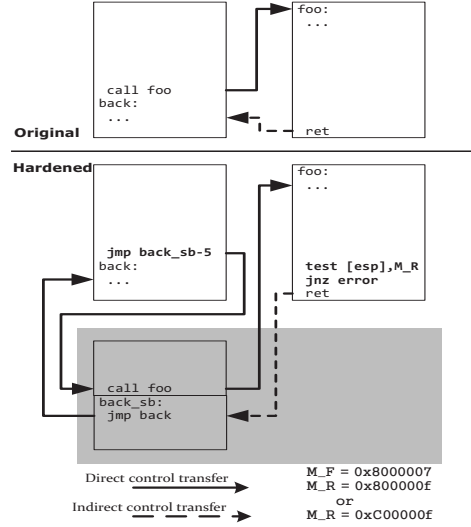 foo:
...
call foo
back:
...
ret
Original
Hardened
foo:
...
jmp back_sb-5
back:
...
test [esp],M_R
jnz error
ret
call foo
back_sb:
jmp back
Direct control transfer
Indirect control transfer
M_F = 0x8000007
M_R = 0x800000f
or
M_R = 0xC00000f